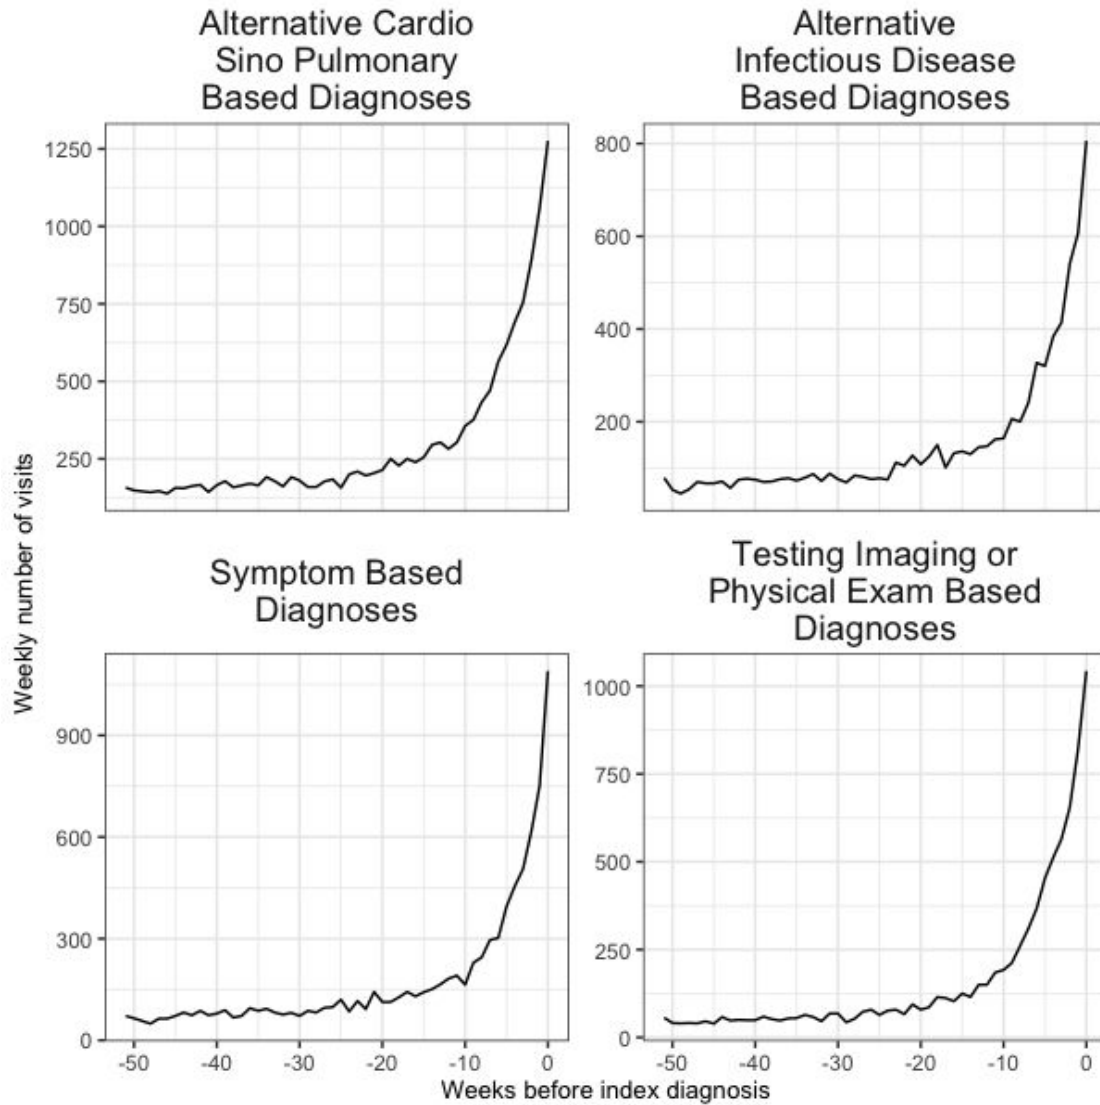 Alternative Cardio
Sino Pulmonary
Based Diagnoses
Alternative
Infectious Disease
Based Diagnoses
1250
1000
750
500
250
800
600
400
200
Weekly number of visits
Symptom Based
Diagnoses
Testing Imaging or
Physical Exam Based
Diagnoses
900
600
300
0
1000
750
500
250
0
-50 -40 -30 -20 -10 0
-50 -40 -30 -20 -10 0
Weeks before index diagnosis